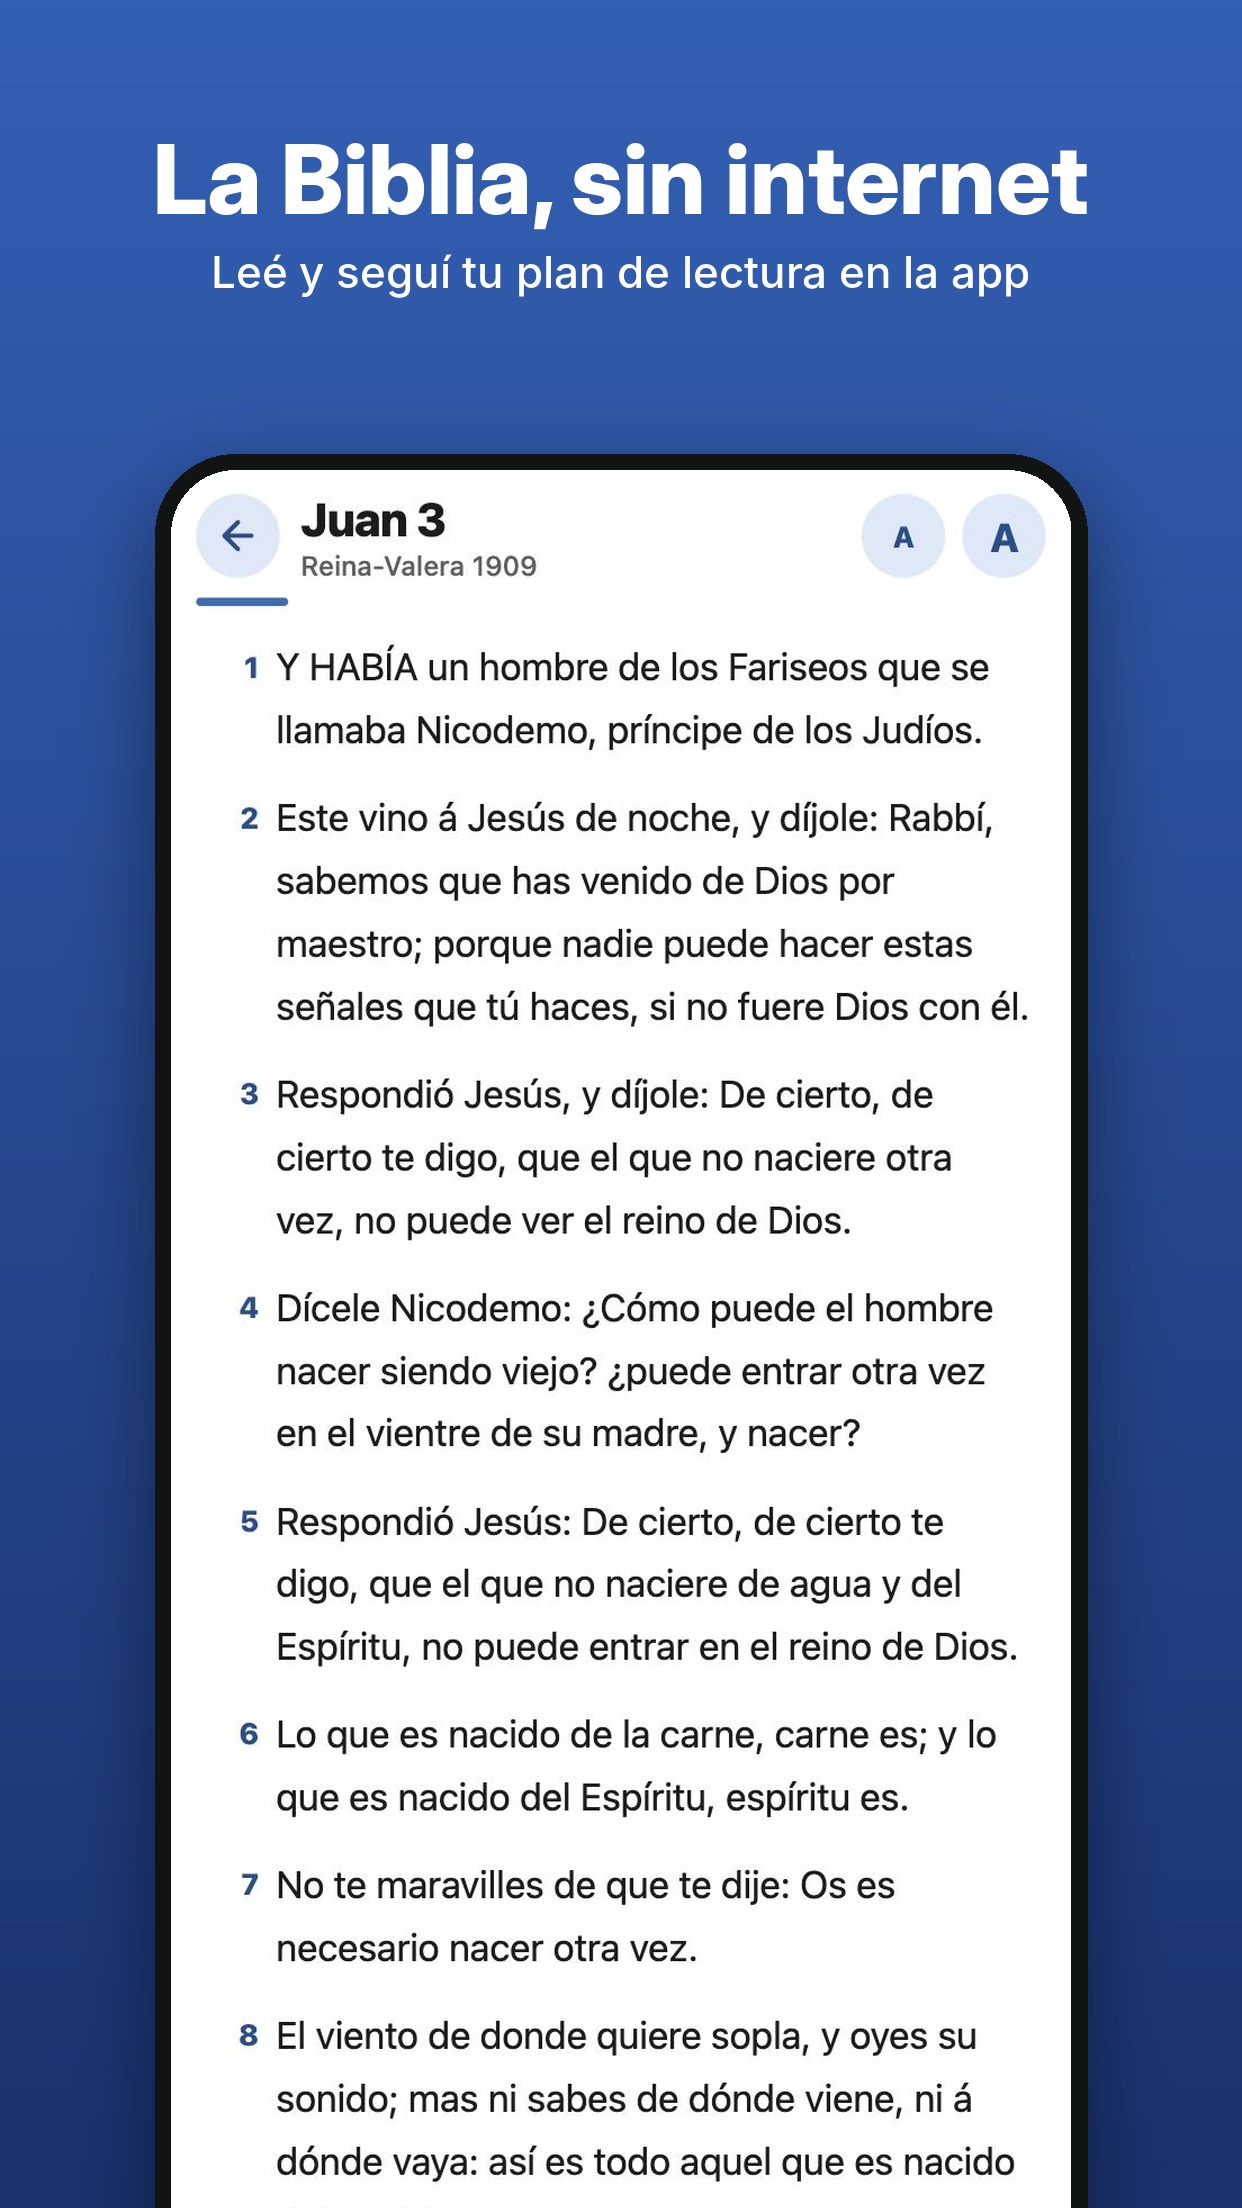 La Biblia, sin internet
Leé y seguí tu plan de lectura en la app
Juan 3
Reina-Valera 1909
A A
1 Y HABÍA un hombre de los Fariseos que se
llamaba Nicodemo, príncipe de los Judíos.
2 Este vino á Jesús de noche, y díjole: Rabbí,
sabemos que has venido de Dios por
maestro; porque nadie puede hacer estas
señales que tú haces, si no fuere Dios con él.
3 Respondió Jesús, y díjole: De cierto, de
cierto te digo, que el que no naciere otra
vez, no puede ver el reino de Dios.
4 Dícele Nicodemo: ¿Cómo puede el hombre
nacer siendo viejo? ¿puede entrar otra vez
en el vientre de su madre, y nacer?
5 Respondió Jesús: De cierto, de cierto te
digo, que el que no naciere de agua y del
Espíritu, no puede entrar en el reino de Dios.
6 Lo que es nacido de la carne, carne es; y lo
que es nacido del Espíritu, espíritu es.
7 No te maravilles de que te dije: Os es
necesario nacer otra vez.
8 El viento de donde quiere sopla, y oyes su
sonido; mas ni sabes de dónde viene, ni á
dónde vaya: así es todo aquel que es nacido